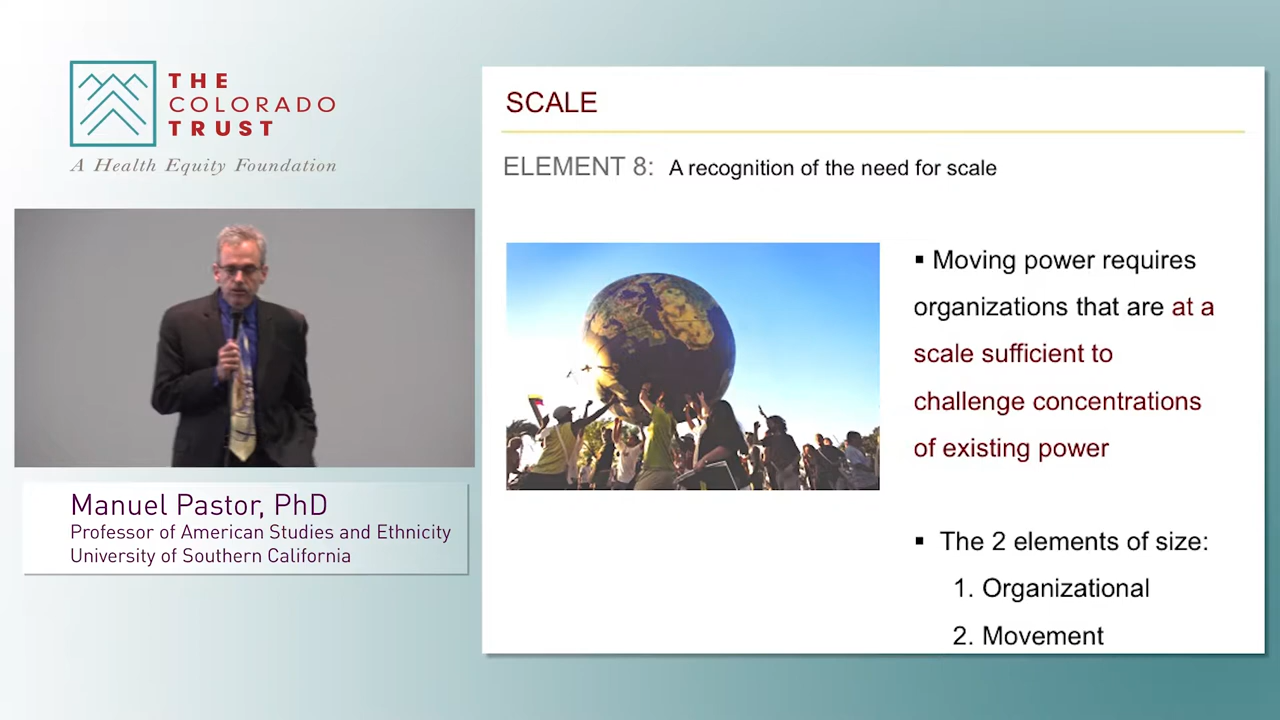 THE
COLORADO
TRUST
A Health Equity Foundation
Manuel Pastor, PhD
Professor of American Studies and Ethnicity
University of Southern California
SCALE
ELEMENT 8: A recognition of the need for scale
▪ Moving power requires
organizations that are at a
scale sufficient to
challenge concentrations
of existing power
▪ The 2 elements of size:
1. Organizational
2. Movement